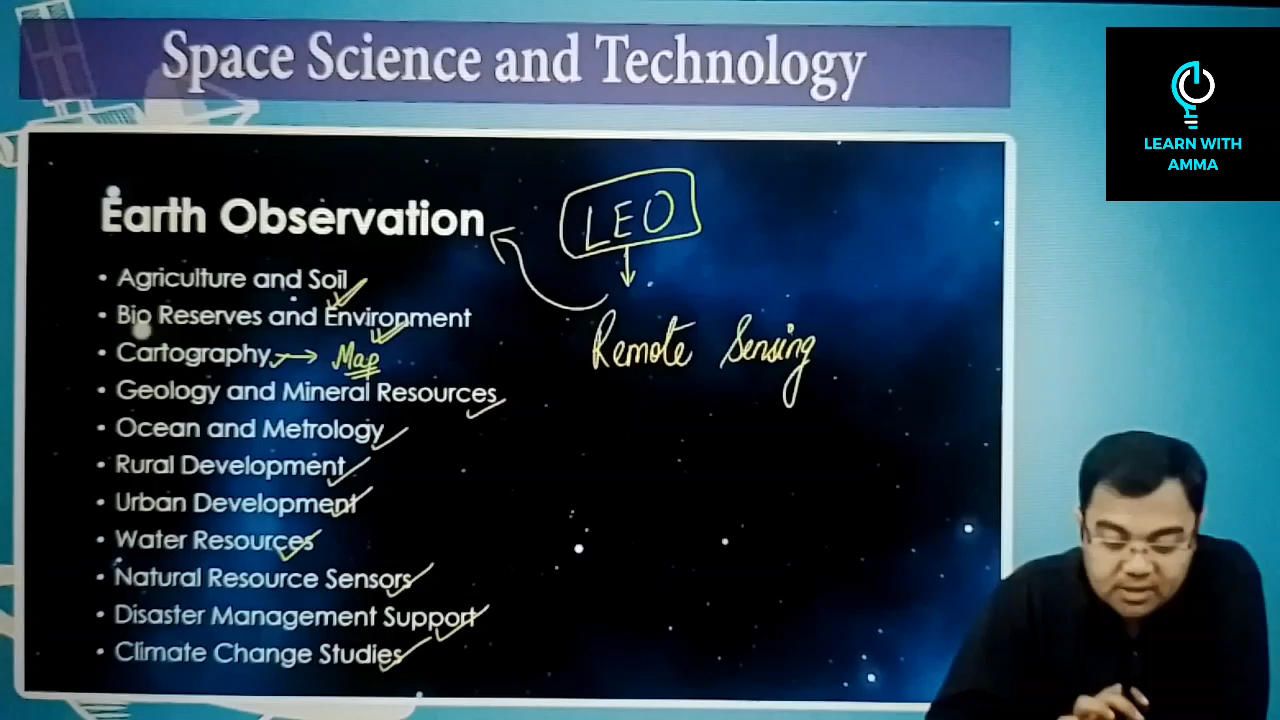 Space Science and Technology
LEARN WITH
AMMA
Earth Observation
LEO
• Agriculture and Soil
• Bio Reserves and Environment
• Cartography → Map
Remote Sensing
• Geology and Mineral Resources
• Ocean and Metrology
• Rural Development
• Urban Development
• Water Resources
• Natural Resource Sensors
• Disaster Management Support
• Climate Change Studies